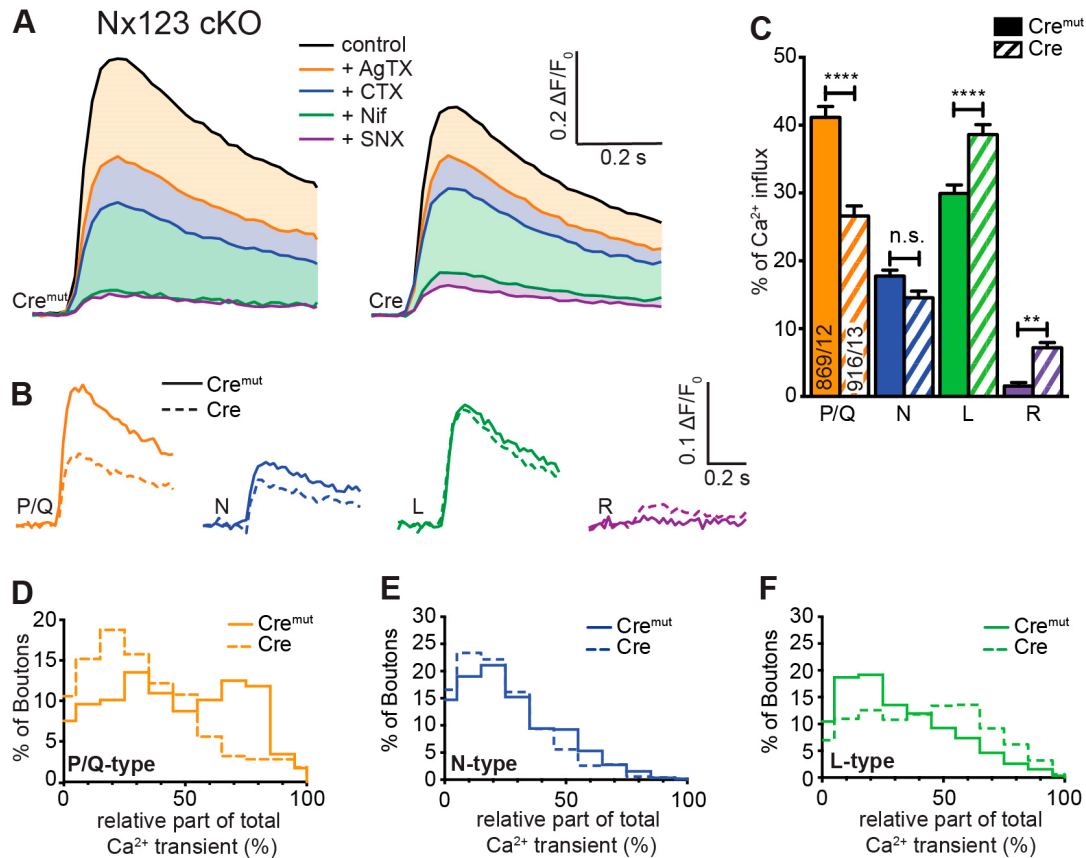 A
Nx123 cKO
control
+ AgTX
+ CTX
+ Nif
+ SNX
0.2 ΔF/F₀
0.2 s
Creᵐᵘᵗ
Cre
C
Creᵐᵘᵗ
Cre
% of Ca²⁺ influx
50
40
30
20
10
0
****
n.s.
****
**
869/12
916/13
P/Q
N
L
R
B
Creᵐᵘᵗ
Cre
P/Q
N
L
R
0.1 ΔF/F₀
0.2 s
D
% of Boutons
20
15
10
5
0
Creᵐᵘᵗ
Cre
P/Q-type
0
50
100
relative part of total
Ca²⁺ transient (%)
E
% of Boutons
30
25
20
15
10
5
0
Creᵐᵘᵗ
Cre
N-type
0
50
100
relative part of total
Ca²⁺ transient (%)
F
% of Boutons
30
25
20
15
10
5
0
Creᵐᵘᵗ
Cre
L-type
0
50
100
relative part of total
Ca²⁺ transient (%)